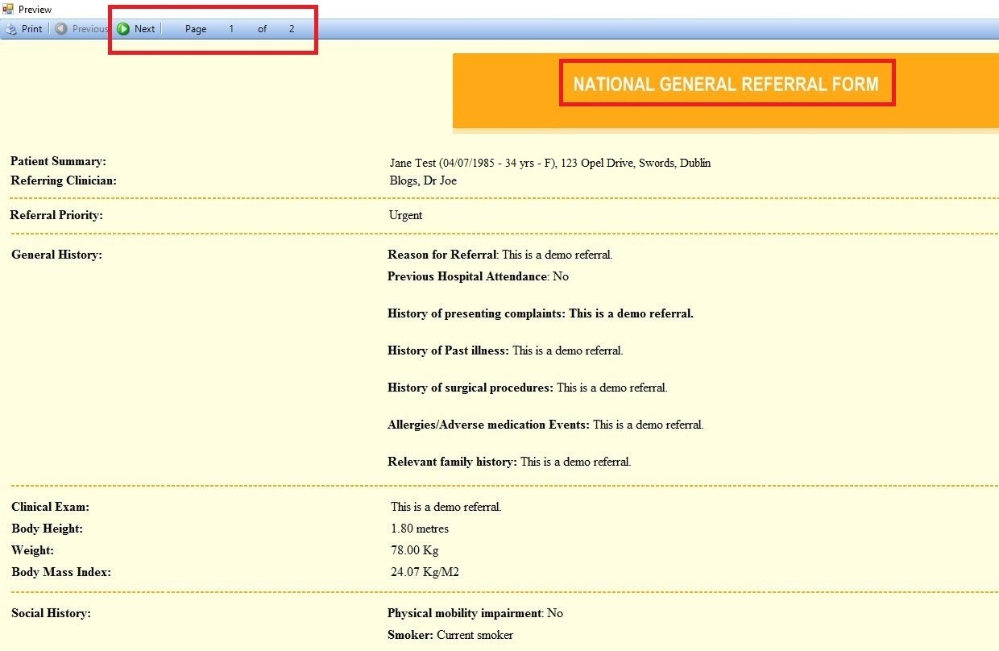 Preview
Print Previous Next Page 1 of 2
NATIONAL GENERAL REFERRAL FORM
Patient Summary: Jane Test (04/07/1985 - 34 yrs - F), 123 Opel Drive, Swords, Dublin
Referring Clinician: Blogs, Dr Joe
Referral Priority: Urgent
General History: Reason for Referral: This is a demo referral.
Previous Hospital Attendance: No
History of presenting complaints: This is a demo referral.
History of Past illness: This is a demo referral.
History of surgical procedures: This is a demo referral.
Allergies/Adverse medication Events: This is a demo referral.
Relevant family history: This is a demo referral.
Clinical Exam: This is a demo referral.
Body Height: 1.80 metres
Weight: 78.00 Kg
Body Mass Index: 24.07 Kg/M2
Social History: Physical mobility impairment: No
Smoker: Current smoker